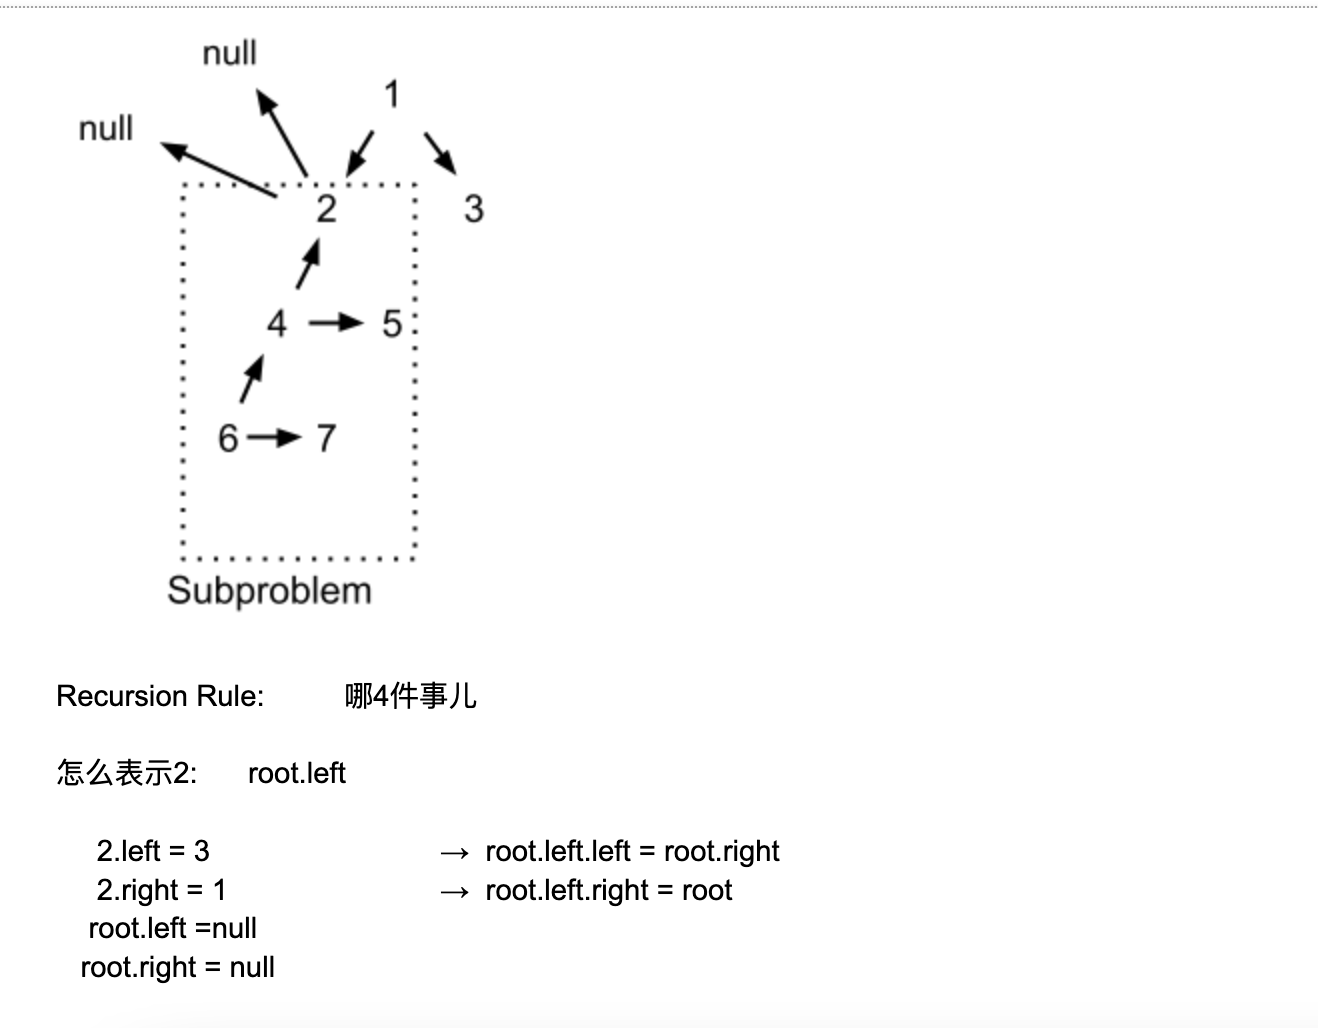 null
1
null
2
3
4 5
6 7
Subproblem
Recursion Rule: 哪4件事儿
怎么表示2: root.left
2.left = 3 → root.left.left = root.right
2.right = 1 → root.left.right = root
root.left =null
root.right = null